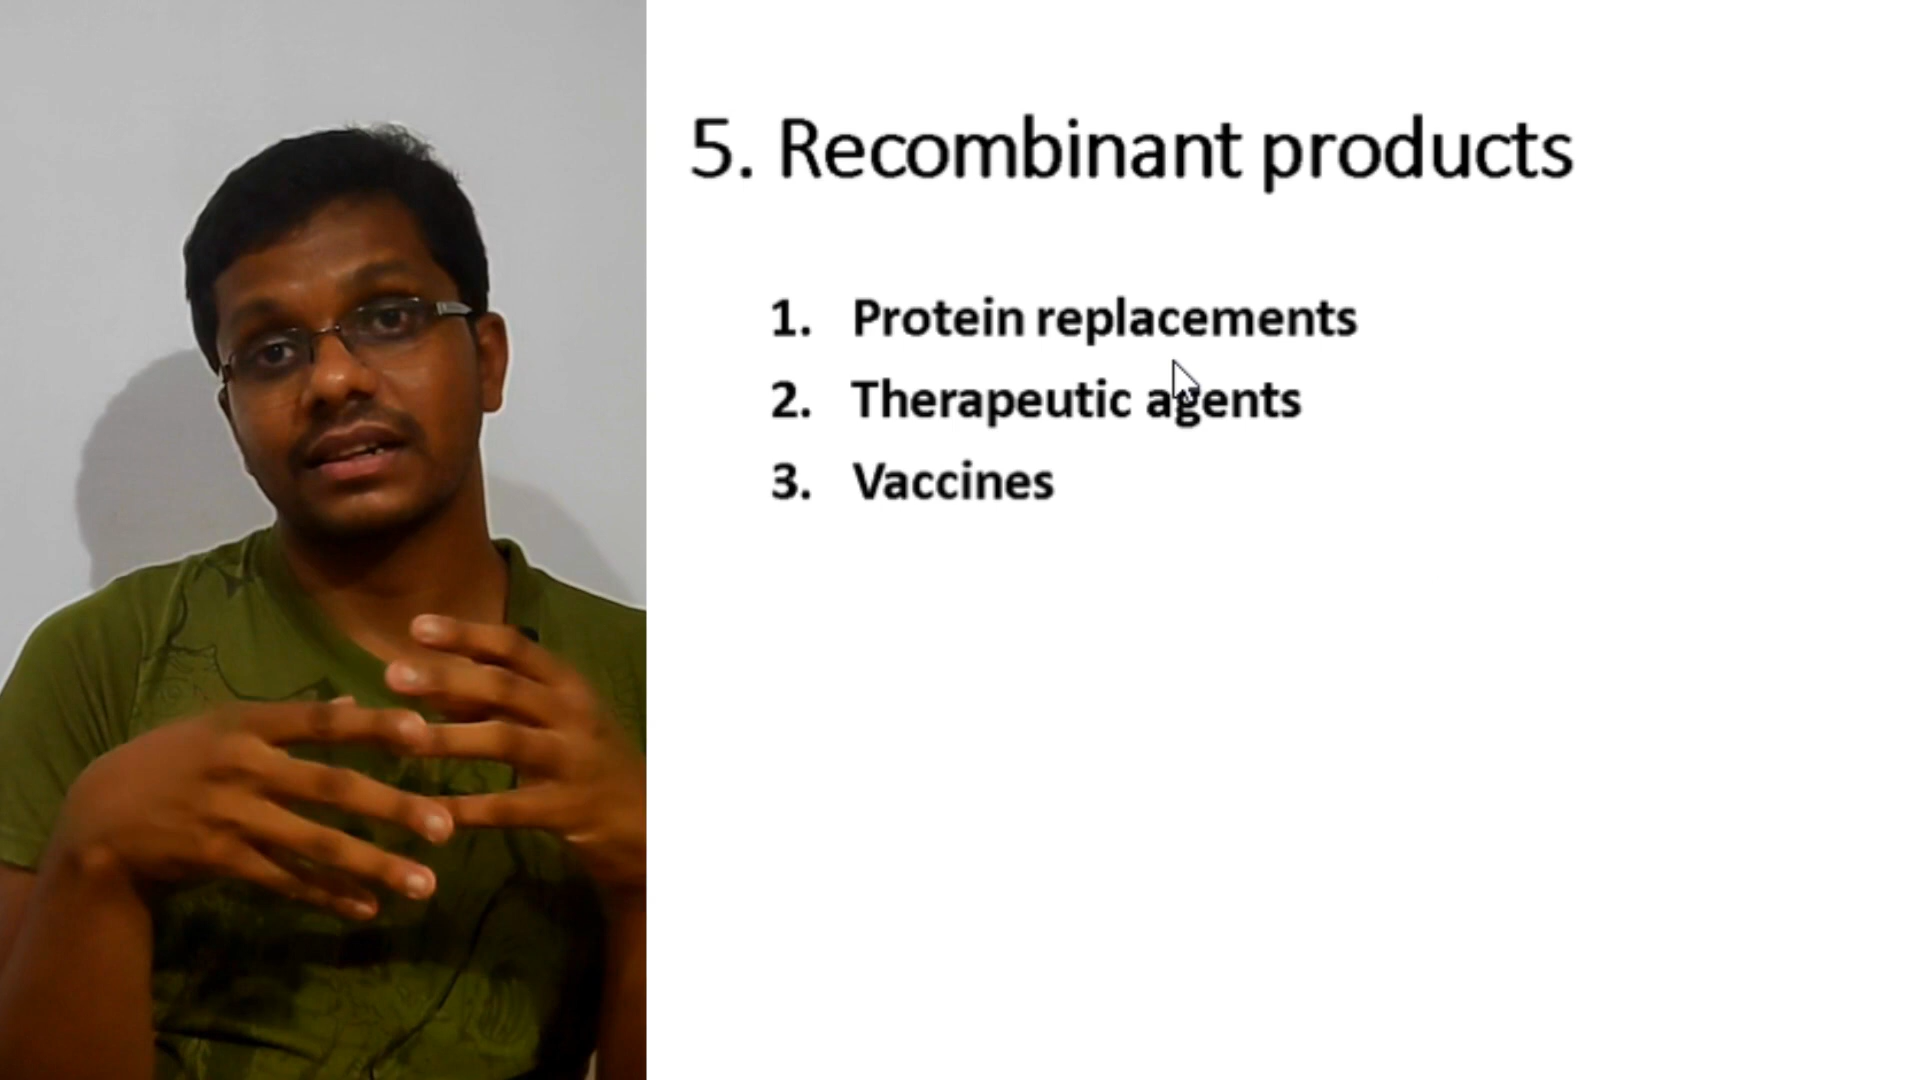 5. Recombinant products
1. Protein replacements
2. Therapeutic agents
3. Vaccines